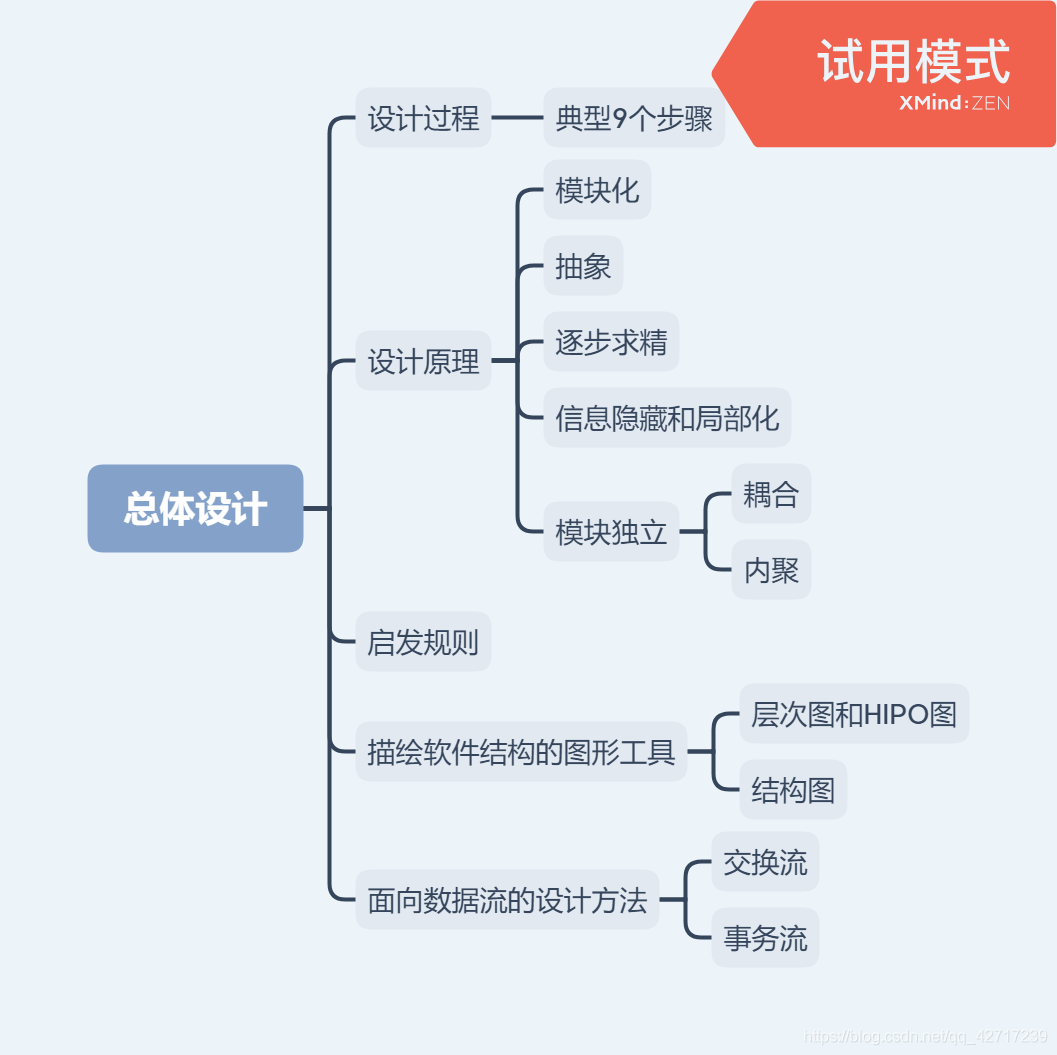 试用模式
XMind:ZEN
设计过程
典型9个步骤
模块化
抽象
设计原理
逐步求精
信息隐藏和局部化
总体设计
模块独立
耦合
内聚
启发规则
描绘软件结构的图形工具
层次图和HIPO图
结构图
面向数据流的设计方法
交换流
事务流
https://blog.csdn.net/qq_42717239